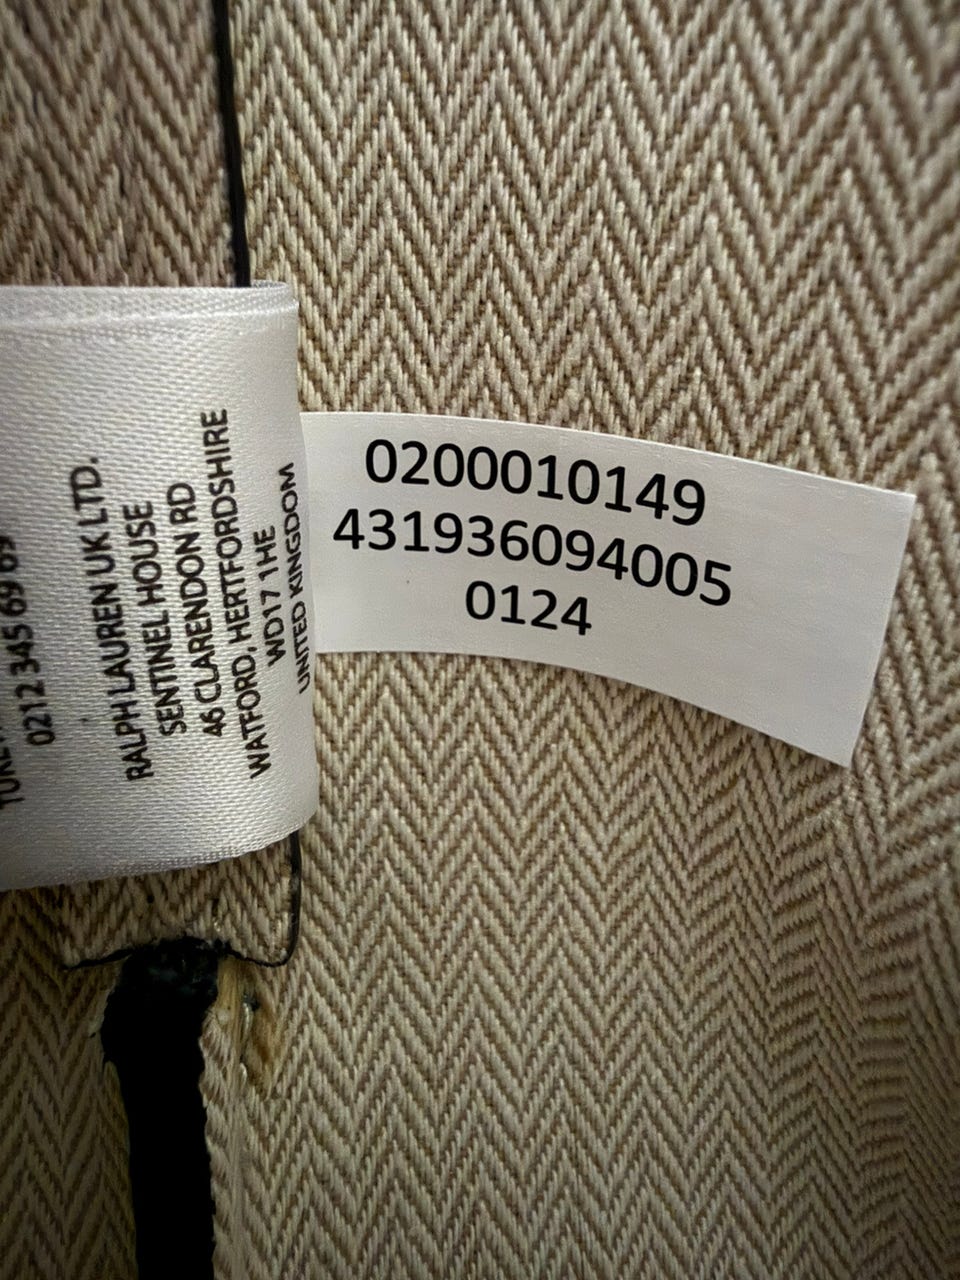 0212 345 69 69
RALPH LAUREN UK LTD.
SENTINEL HOUSE
46 CLARENDON RD
WATFORD, HERTFORDSHIRE
WD17 1HE
UNITED KINGDOM
0200010149
431936094005
0124